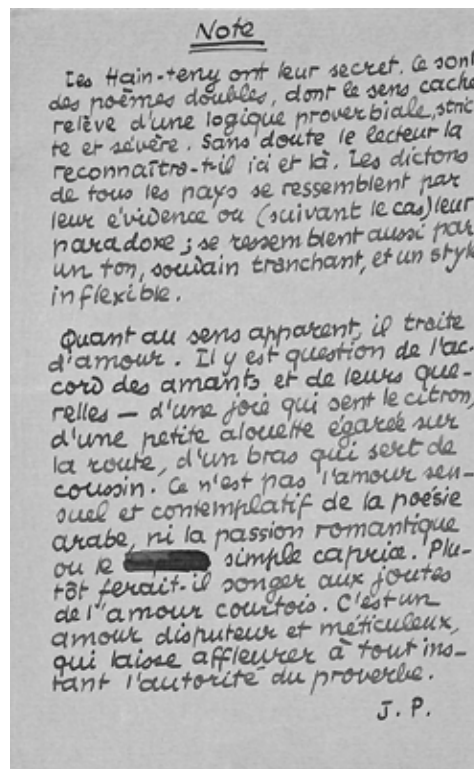 Note
Les Hain-teny ont leur secret. Ce sont
des poèmes doubles, dont le sens caché
relève d'une logique proverbiale, stric
te et sévère. Sans doute le lecteur la
reconnaîtra-t-il ici et là. Les dictons
de tous les pays se ressemblent par
leur évidence ou (suivant le cas) leur
paradoxe ; se ressemblent aussi par
un ton, soudain tranchant, et un style
inflexible.
Quant au sens apparent, il traite
d'amour. Il y est question de l'ac-
cord des amants et de leurs que-
relles — d'une joie qui sent le citron,
d'une petite alouette égarée sur
la route, d'un bras qui sert de
coussin. Ce n'est pas l'amour sen-
suel et contemplatif de la poésie
arabe, ni la passion romantique
ou le simple caprice. Plu-
tôt ferait-il songer aux joutes
de l'amour courtois. C'est un
amour disputeur et méticuleux,
qui laisse affleurer à tout ins-
tant l'autorité du proverbe.
J. P.